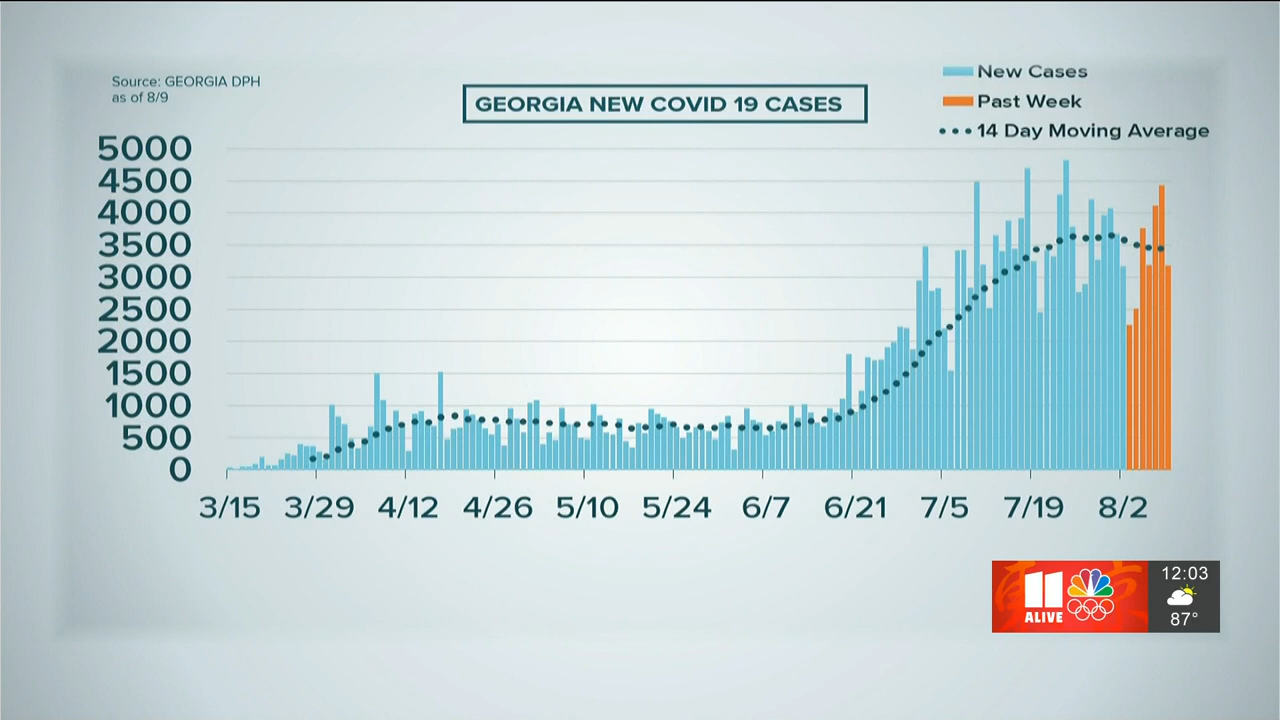 Source: GEORGIA DPH
as of 8/9
GEORGIA NEW COVID 19 CASES
New Cases
Past Week
14 Day Moving Average
5000
4500
4000
3500
3000
2500
2000
1500
1000
500
0
3/15 3/29 4/12 4/26 5/10 5/24 6/7 6/21 7/5 7/19 8/2
11
ALIVE
12:03
87°